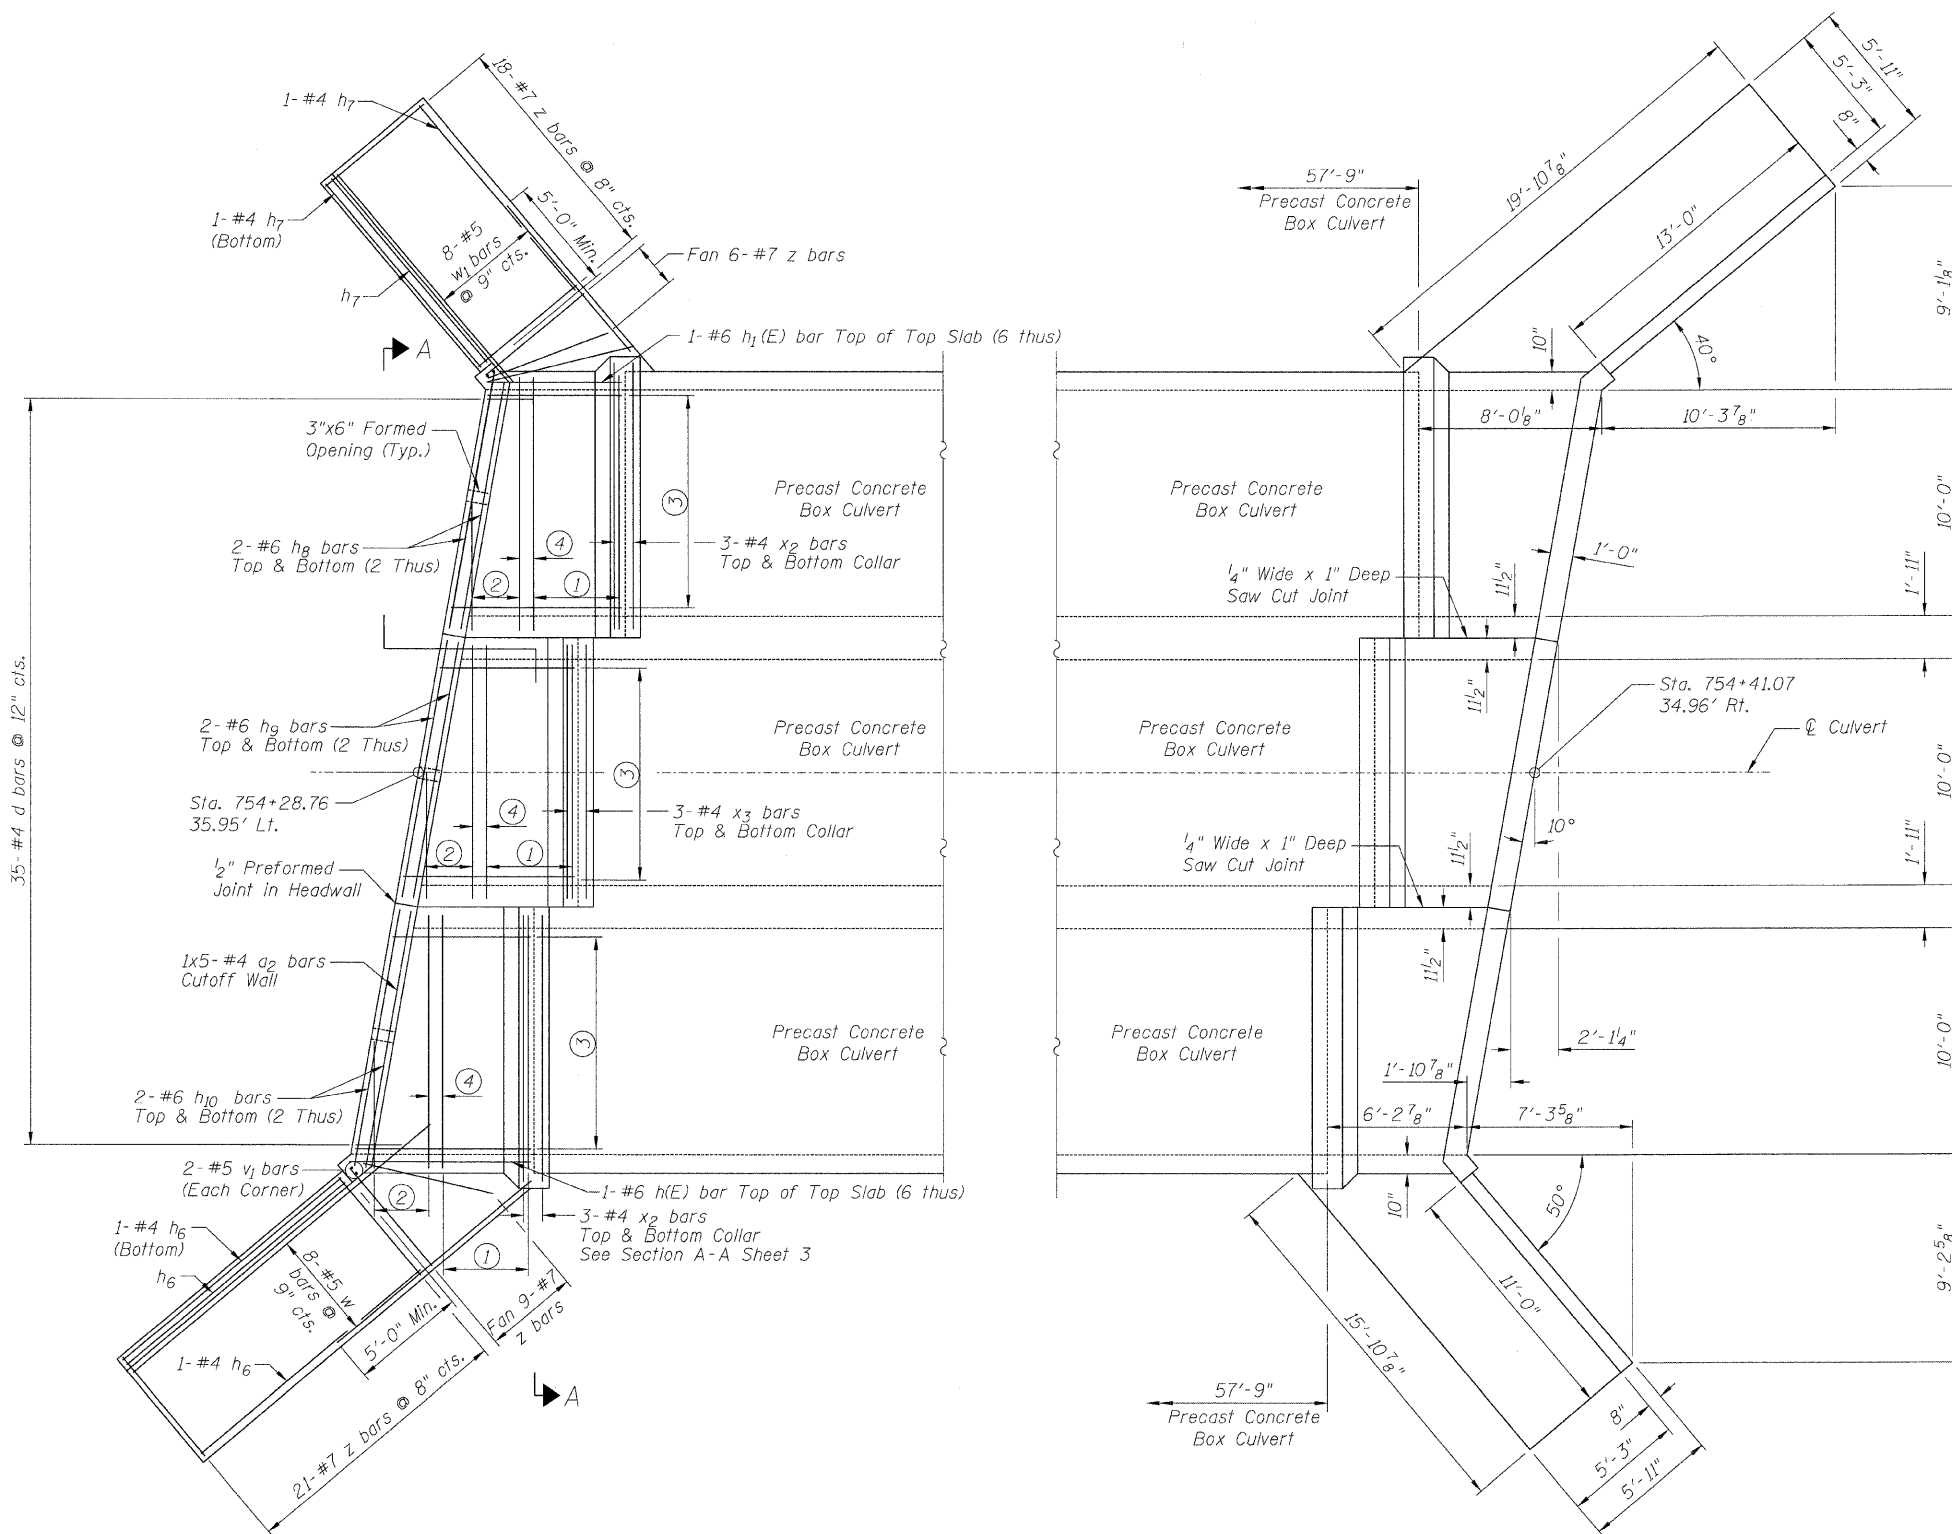 18-#7 z bars @ 8" cts.
1-#4 h7
5'-0" Min.
1-#4 h7
(Bottom)
8-#5
w1 bars
@ 9" cts.
h7
Fan 6-#7 z bars
A
1-#6 h1(E) bar Top of Top Slab (6 thus)
3"x6" Formed
Opening (Typ.)
2-#6 h8 bars
Top & Bottom (2 Thus)
4
2
1
3
3-#4 x2 bars
Top & Bottom Collar
Precast Concrete
Box Culvert
35-#4 d bars @ 12" cts.
2-#6 h9 bars
Top & Bottom (2 Thus)
Sta. 754+28.76
35.95' Lt.
4
2
1
3
3-#4 x3 bars
Top & Bottom Collar
Precast Concrete
Box Culvert
1/2" Preformed
Joint in Headwall
1x5-#4 a2 bars
Cutoff Wall
2-#6 h10 bars
Top & Bottom (2 Thus)
4
3
Precast Concrete
Box Culvert
2-#5 v1 bars
(Each Corner)
2
1
1-#6 h(E) bar Top of Top Slab (6 thus)
3-#4 x2 bars
Top & Bottom Collar
See Section A-A Sheet 3
1-#4 h6
(Bottom)
h6
8-#5 w
bars @
9" cts.
1-#4 h6
5'-0" Min.
Fan 9-#7
z bars
21-#7 z bars @ 8" cts.
A
5'-11"
5'-3"
8"
19'-10 7/8"
13'-0"
57'-9"
Precast Concrete
Box Culvert
9'-1 1/8"
10"
40°
8'-0 1/8"
10'-3 7/8"
Precast Concrete
Box Culvert
10'-0"
1'-0"
1/4" Wide x 1" Deep
Saw Cut Joint
11 1/2"
1'-11"
11 1/2"
Sta. 754+41.07
34.96' Rt.
Precast Concrete
Box Culvert
℄ Culvert
10'-0"
10°
1/4" Wide x 1" Deep
Saw Cut Joint
11 1/2"
1'-11"
11 1/2"
Precast Concrete
Box Culvert
10'-0"
2'-1 1/4"
1'-10 7/8"
6'-2 7/8"
7'-3 5/8"
10"
50°
9'-2 5/8"
11'-0"
15'-10 7/8"
57'-9"
Precast Concrete
Box Culvert
8"
5'-3"
5'-11"